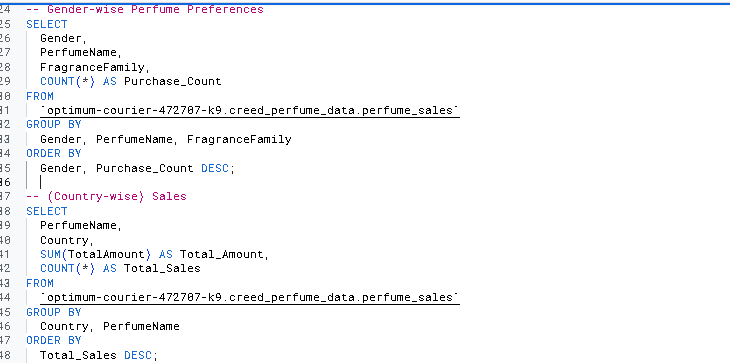 24 -- Gender-wise Perfume Preferences
25 SELECT
26 Gender,
27 PerfumeName,
28 FragranceFamily,
29 COUNT(*) AS Purchase_Count
30 FROM
31 `optimum-courier-472707-k9.creed_perfume_data.perfume_sales`
32 GROUP BY
33 Gender, PerfumeName, FragranceFamily
34 ORDER BY
35 Gender, Purchase_Count DESC;
36
37 -- (Country-wise) Sales
38 SELECT
39 PerfumeName,
40 Country,
41 SUM(TotalAmount) AS Total_Amount,
42 COUNT(*) AS Total_Sales
43 FROM
44 `optimum-courier-472707-k9.creed_perfume_data.perfume_sales`
45 GROUP BY
46 Country, PerfumeName
47 ORDER BY
48 Total_Sales DESC;